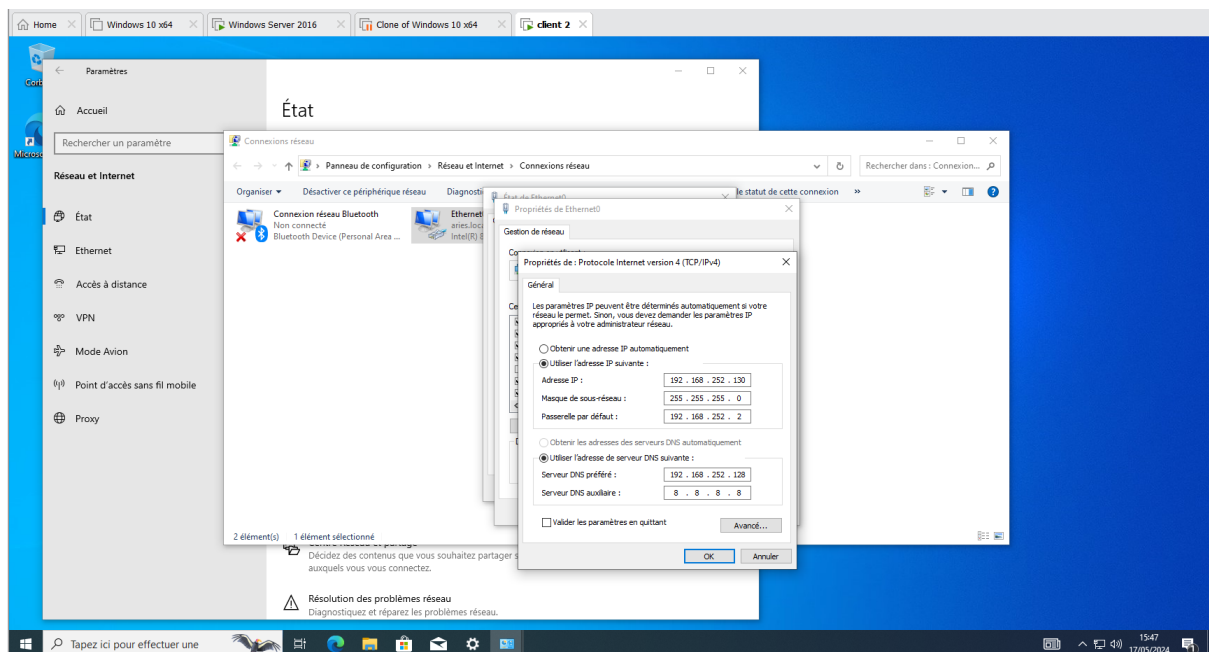 Home
Windows 10 x64
Windows Server 2016
Clone of Windows 10 x64
client 2
Paramètres
Accueil
État
Rechercher un paramètre
Réseau et Internet
État
Ethernet
Accès à distance
VPN
Mode Avion
Point d'accès sans fil mobile
Proxy
Connexions réseau
Panneau de configuration › Réseau et Internet › Connexions réseau
Rechercher dans : Connexion...
Organiser
Désactiver ce périphérique réseau
le statut de cette connexion
»
Connexion réseau Bluetooth
Non connecté
Bluetooth Device (Personal Area ...
Intel(R)
Propriétés de Ethernet0
Gestion de réseau
Propriétés de : Protocole Internet version 4 (TCP/IPv4)
Général
Les paramètres IP peuvent être déterminés automatiquement si votre
réseau le permet. Sinon, vous devez demander les paramètres IP
appropriés à votre administrateur réseau.
Obtenir une adresse IP automatiquement
Utiliser l'adresse IP suivante :
Adresse IP : 192 . 168 . 252 . 130
Masque de sous-réseau : 255 . 255 . 255 . 0
Passerelle par défaut : 192 . 168 . 252 . 2
Obtenir les adresses des serveurs DNS automatiquement
Utiliser l'adresse de serveur DNS suivante :
Serveur DNS préféré : 192 . 168 . 252 . 128
Serveur DNS auxiliaire : 8 . 8 . 8 . 8
Valider les paramètres en quittant
Avancé...
OK
Annuler
2 élément(s)
1 élément sélectionné
Décidez des contenus que vous souhaitez partager
auxquels vous vous connectez.
Résolution des problèmes réseau
Diagnostiquez et réparez les problèmes réseau.
Tapez ici pour effectuer une
15:47
17/05/2024